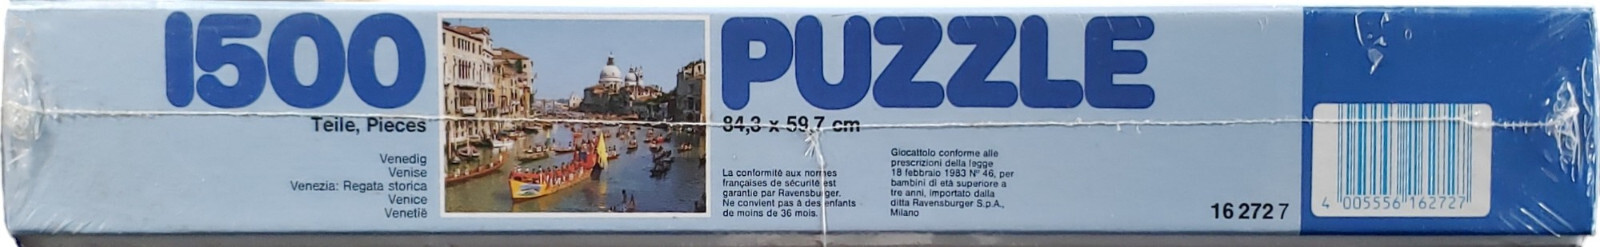 1500
Teile, Pieces
Venedig
Venise
Venezia: Regata storica
Venice
Venetië
PUZZLE
84,3 x 59,7 cm
La conformité aux normes
françaises de sécurité est
garantie par Ravensburger.
Ne convient pas à des enfants
de moins de 36 mois.
Giocattolo conforme alle
prescrizioni della legge
18 febbraio 1983 Nº 46, per
bambini di età superiore a
tre anni, importato dalla
ditta Ravensburger S.p.A.,
Milano
16 272 7
4 005556 162727